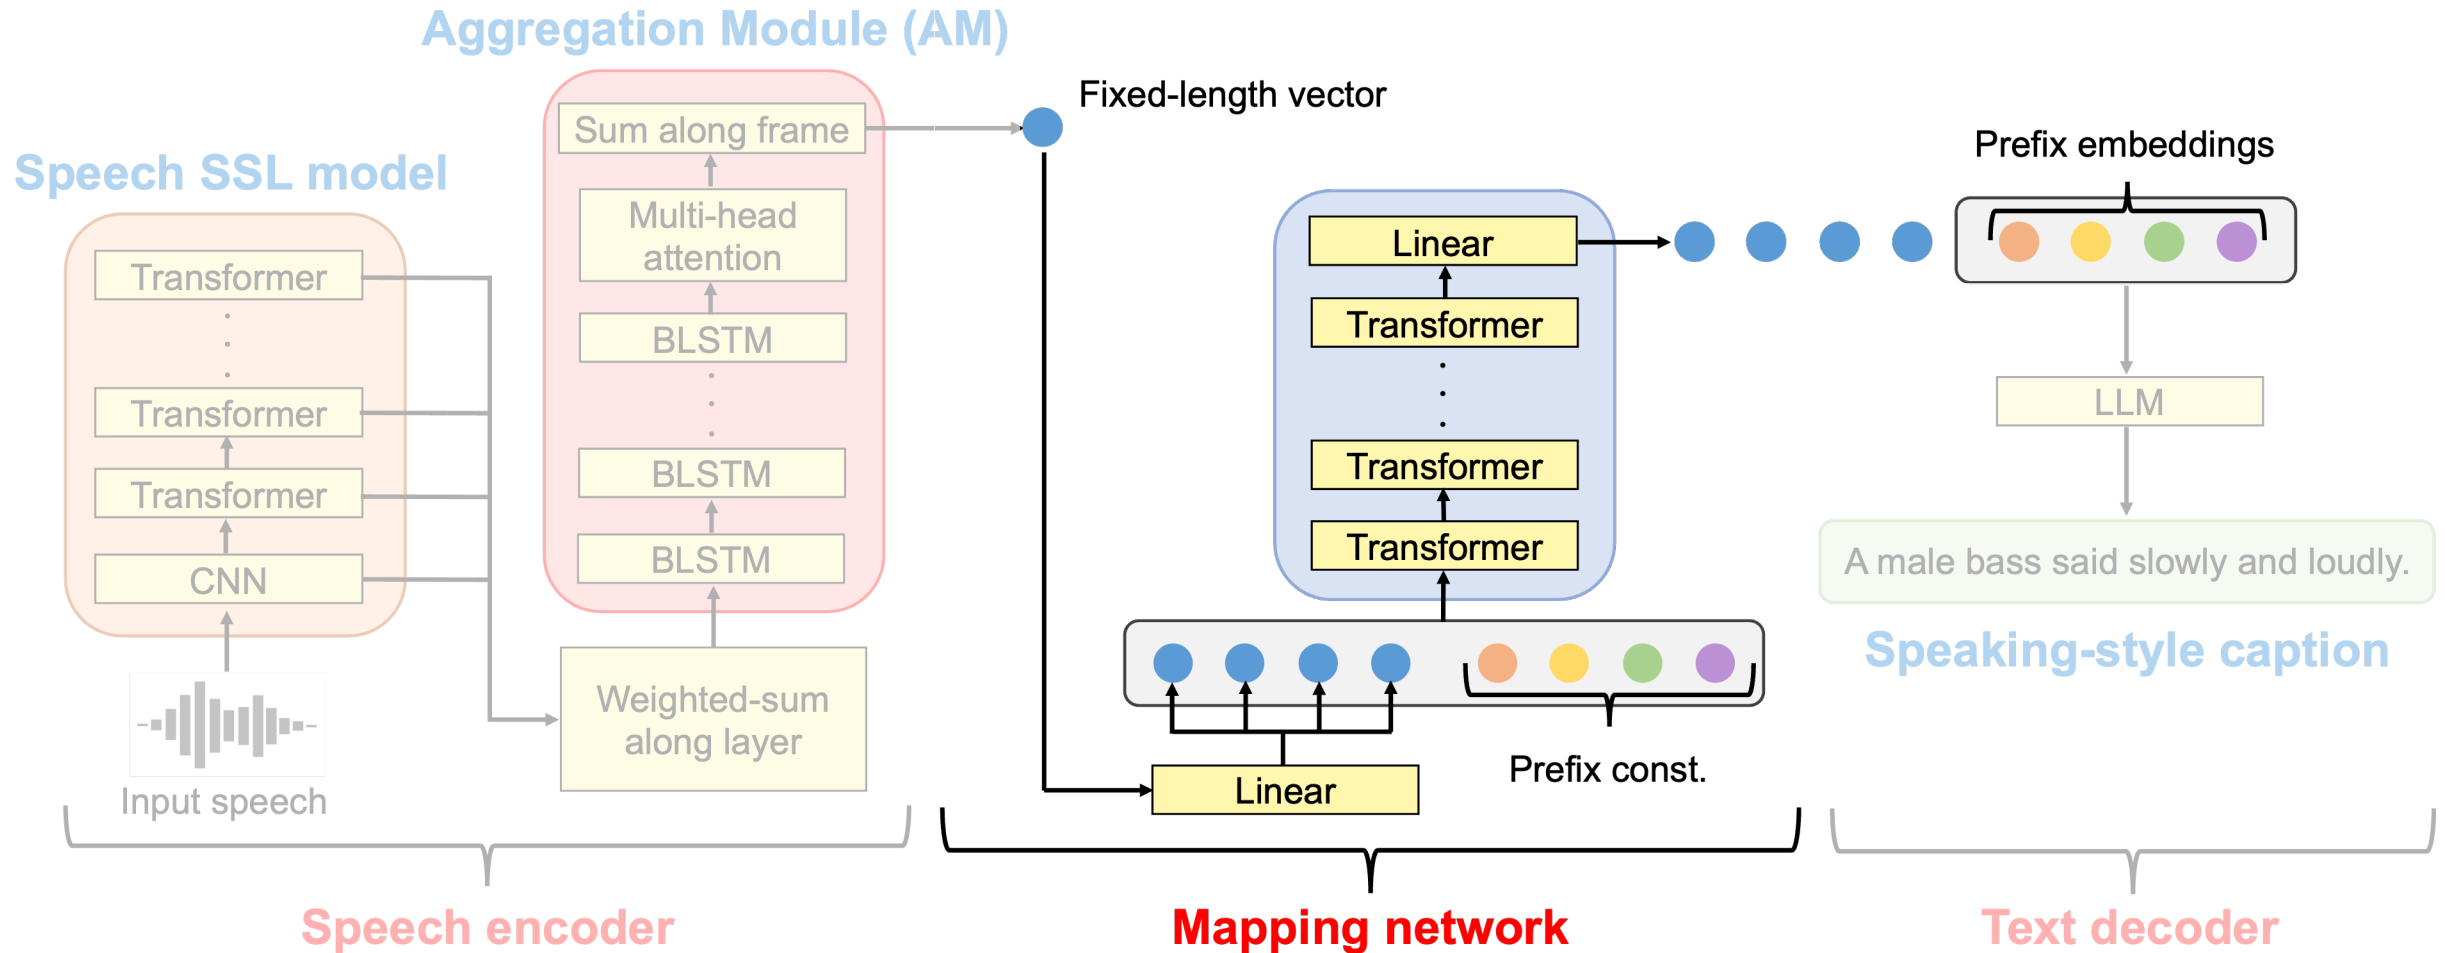 Aggregation Module (AM)
Speech SSL model
Transformer
Transformer
Transformer
CNN
Input speech
Sum along frame
Multi-head
attention
BLSTM
BLSTM
BLSTM
Weighted-sum
along layer
Speech encoder
Fixed-length vector
Linear
Transformer
Transformer
Transformer
Prefix const.
Linear
Mapping network
Prefix embeddings
LLM
A male bass said slowly and loudly.
Speaking-style caption
Text decoder